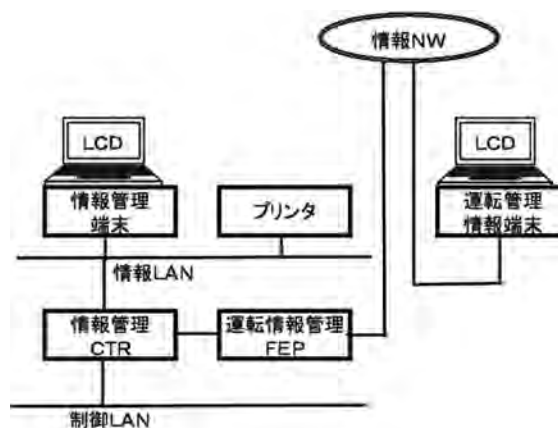 情報NW
LCD
LCD
情報管理
端末
プリンタ
運転管理
情報端末
情報LAN
情報管理
CTR
運転情報管理
FEP
制御LAN